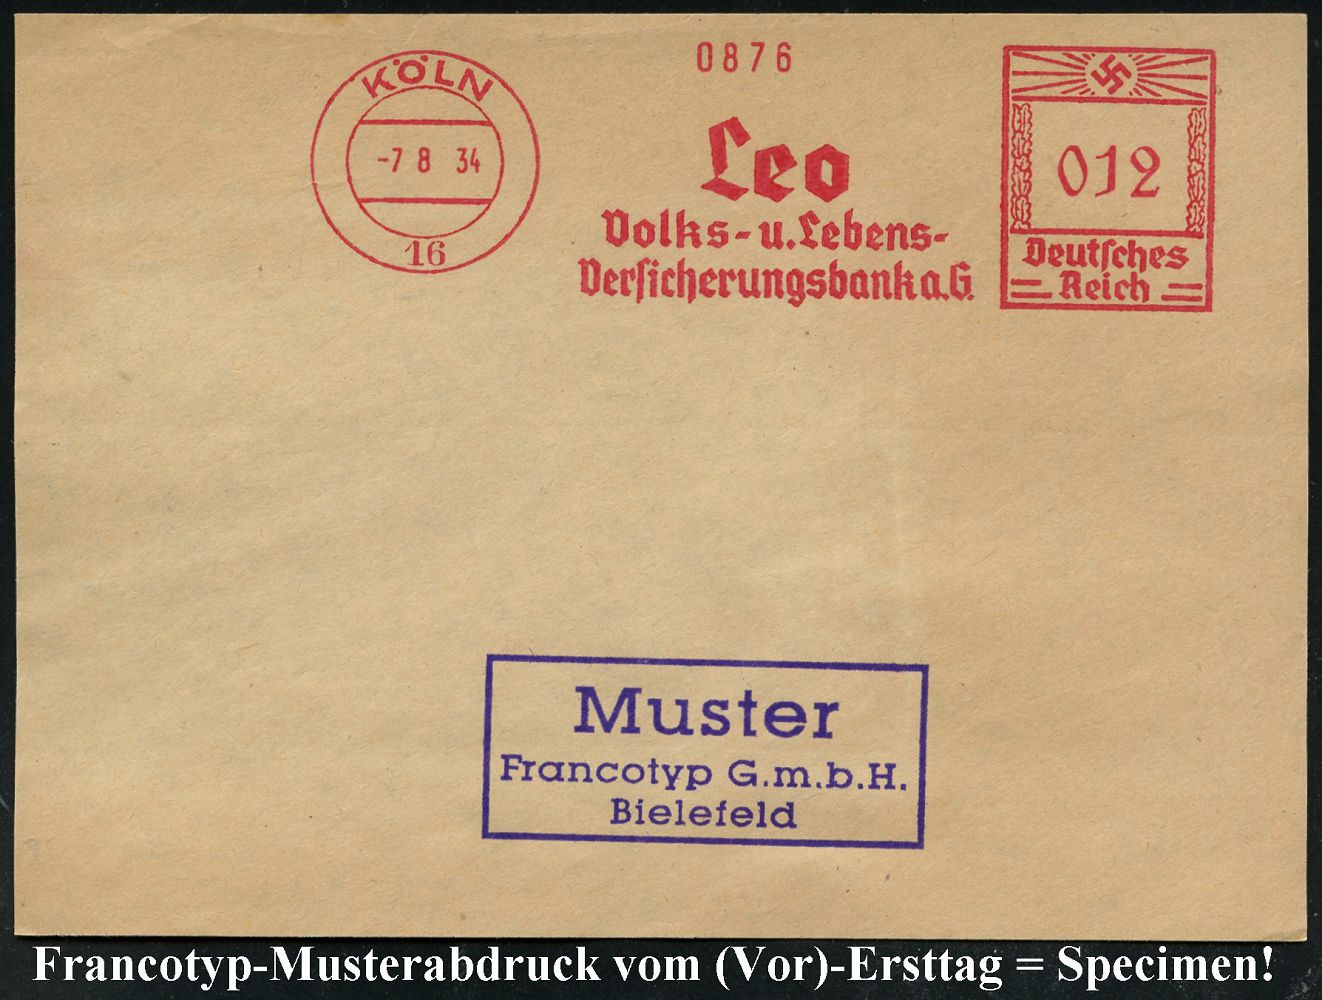 KÖLN
-7 8 34
16
0876
Leo
Volks-u.Lebens-
Versicherungsbank a.G.
012
Deutsches
Reich
Muster
Francotyp G.m.b.H.
Bielefeld
Francotyp-Musterabdruck vom (Vor)-Ersttag = Specimen!